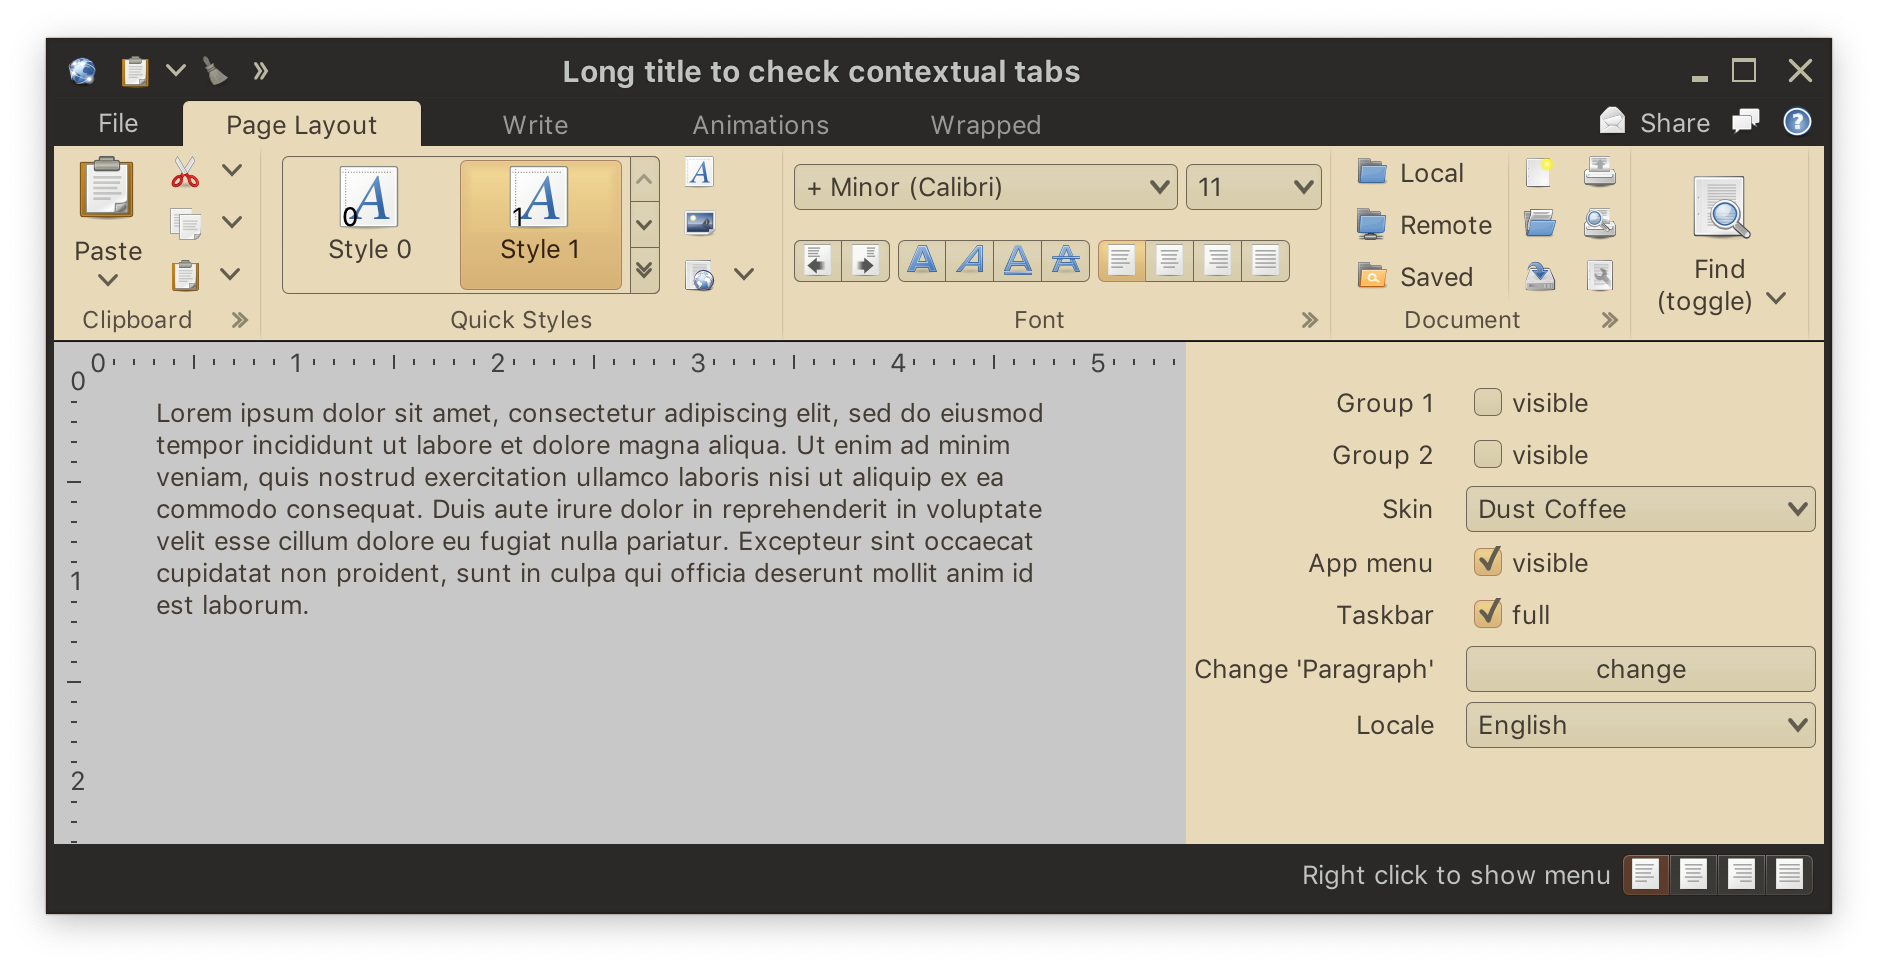 Long title to check contextual tabs
File
Page Layout
Write
Animations
Wrapped
Share
Paste
Clipboard
0
Style 0
1
Style 1
Quick Styles
+ Minor (Calibri)
11
Font
Local
Remote
Saved
Document
Find
(toggle)
0 1 2 3 4 5
0
1
2
Lorem ipsum dolor sit amet, consectetur adipiscing elit, sed do eiusmod
tempor incididunt ut labore et dolore magna aliqua. Ut enim ad minim
veniam, quis nostrud exercitation ullamco laboris nisi ut aliquip ex ea
commodo consequat. Duis aute irure dolor in reprehenderit in voluptate
velit esse cillum dolore eu fugiat nulla pariatur. Excepteur sint occaecat
cupidatat non proident, sunt in culpa qui officia deserunt mollit anim id
est laborum.
Group 1 visible
Group 2 visible
Skin Dust Coffee
App menu visible
Taskbar full
Change 'Paragraph' change
Locale English
Right click to show menu